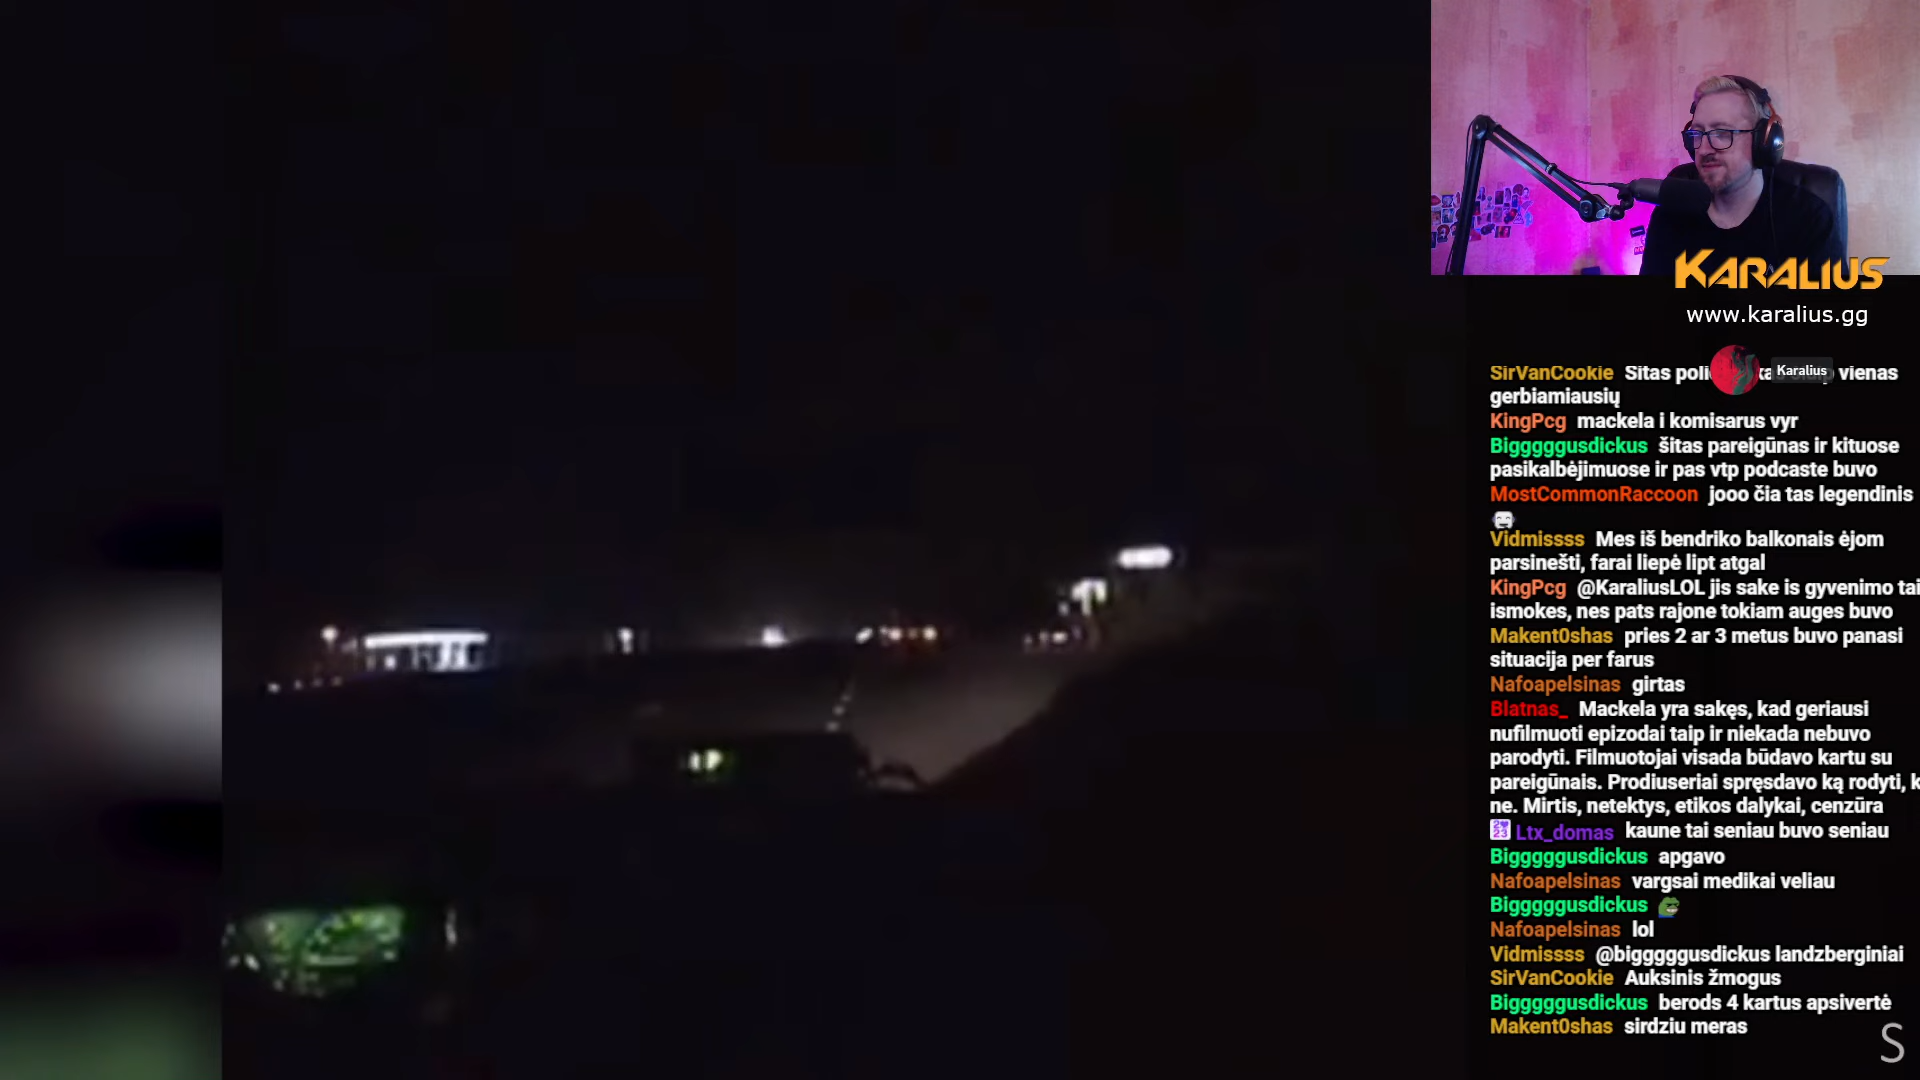 KARALIUS
www.karalius.gg
Karalius
SirVanCookie Šitas vienas
gerbiamiausių
KingPcg mackela i komisarus vyr
Bigggggusdickus šitas pareigūnas ir kituose
pasikalbėjimuose ir pas vtp podcaste buvo
MostCommonRaccoon jooo čia tas legendinis
Vidmissss Mes iš bendriko balkonais ėjom
parsinešti, farai liepė lipt atgal
KingPcg @KaraliusLOL jis sake is gyvenimo tai
ismokes, nes pats rajone tokiam auges buvo
Makent0shas pries 2 ar 3 metus buvo panasi
situacija per farus
Nafoapelsinas girtas
Blatnas_ Mackela yra sakęs, kad geriausi
nufilmuoti epizodai taip ir niekada nebuvo
parodyti. Filmuotojai visada būdavo kartu su
pareigūnais. Prodiuseriai spręsdavo ką rodyti, k
ne. Mirtis, netektys, etikos dalykai, cenzūra
Ltx_domas kaune tai seniau buvo seniau
Bigggggusdickus apgavo
Nafoapelsinas vargsai medikai veliau
Bigggggusdickus
Nafoapelsinas lol
Vidmissss @bigggggusdickus landzberginiai
SirVanCookie Auksinis žmogus
Bigggggusdickus berods 4 kartus apsivertė
Makent0shas sirdziu meras
S